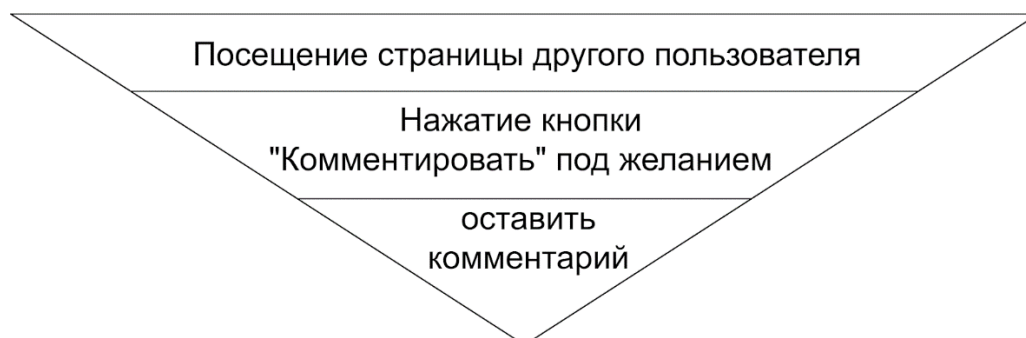 Посещение страницы другого пользователя
Нажатие кнопки
"Комментировать" под желанием
оставить
комментарий